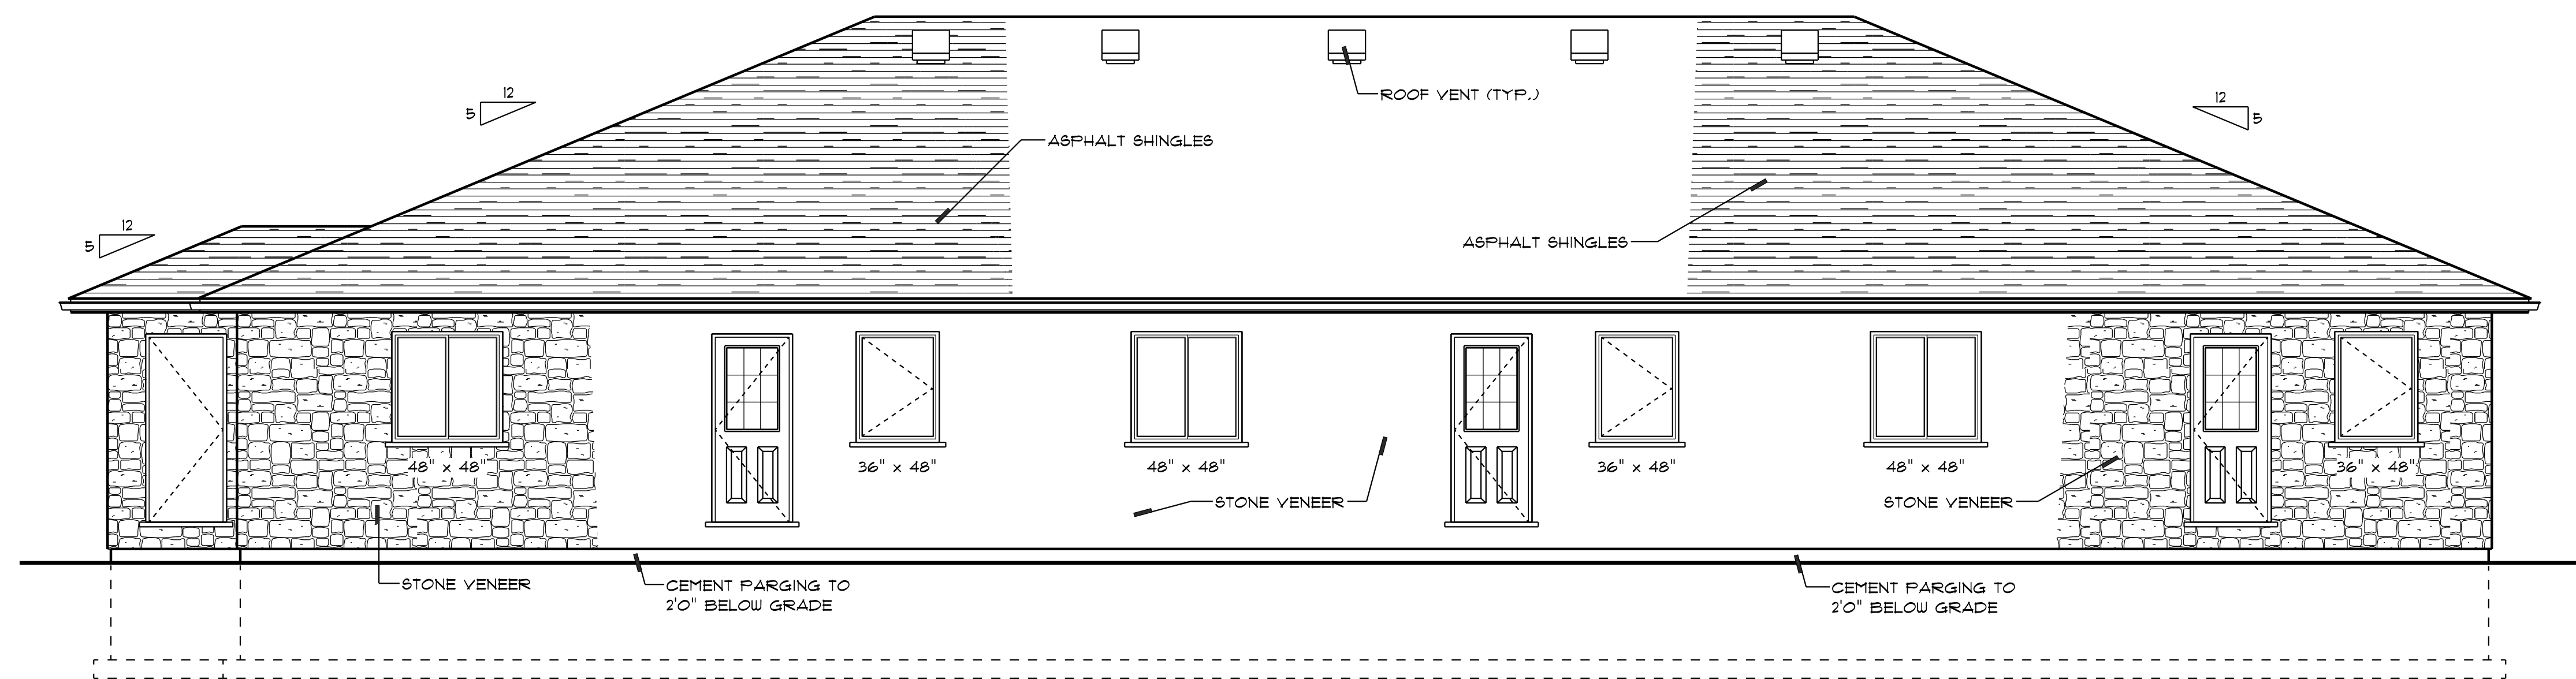 12
5
12
5
ROOF VENT (TYP.)
ASPHALT SHINGLES
12
5
ASPHALT SHINGLES
48" x 48"
36" x 48"
48" x 48"
36" x 48"
48" x 48"
36" x 48"
STONE VENEER
STONE VENEER
STONE VENEER
CEMENT PARGING TO
2'0" BELOW GRADE
CEMENT PARGING TO
2'0" BELOW GRADE